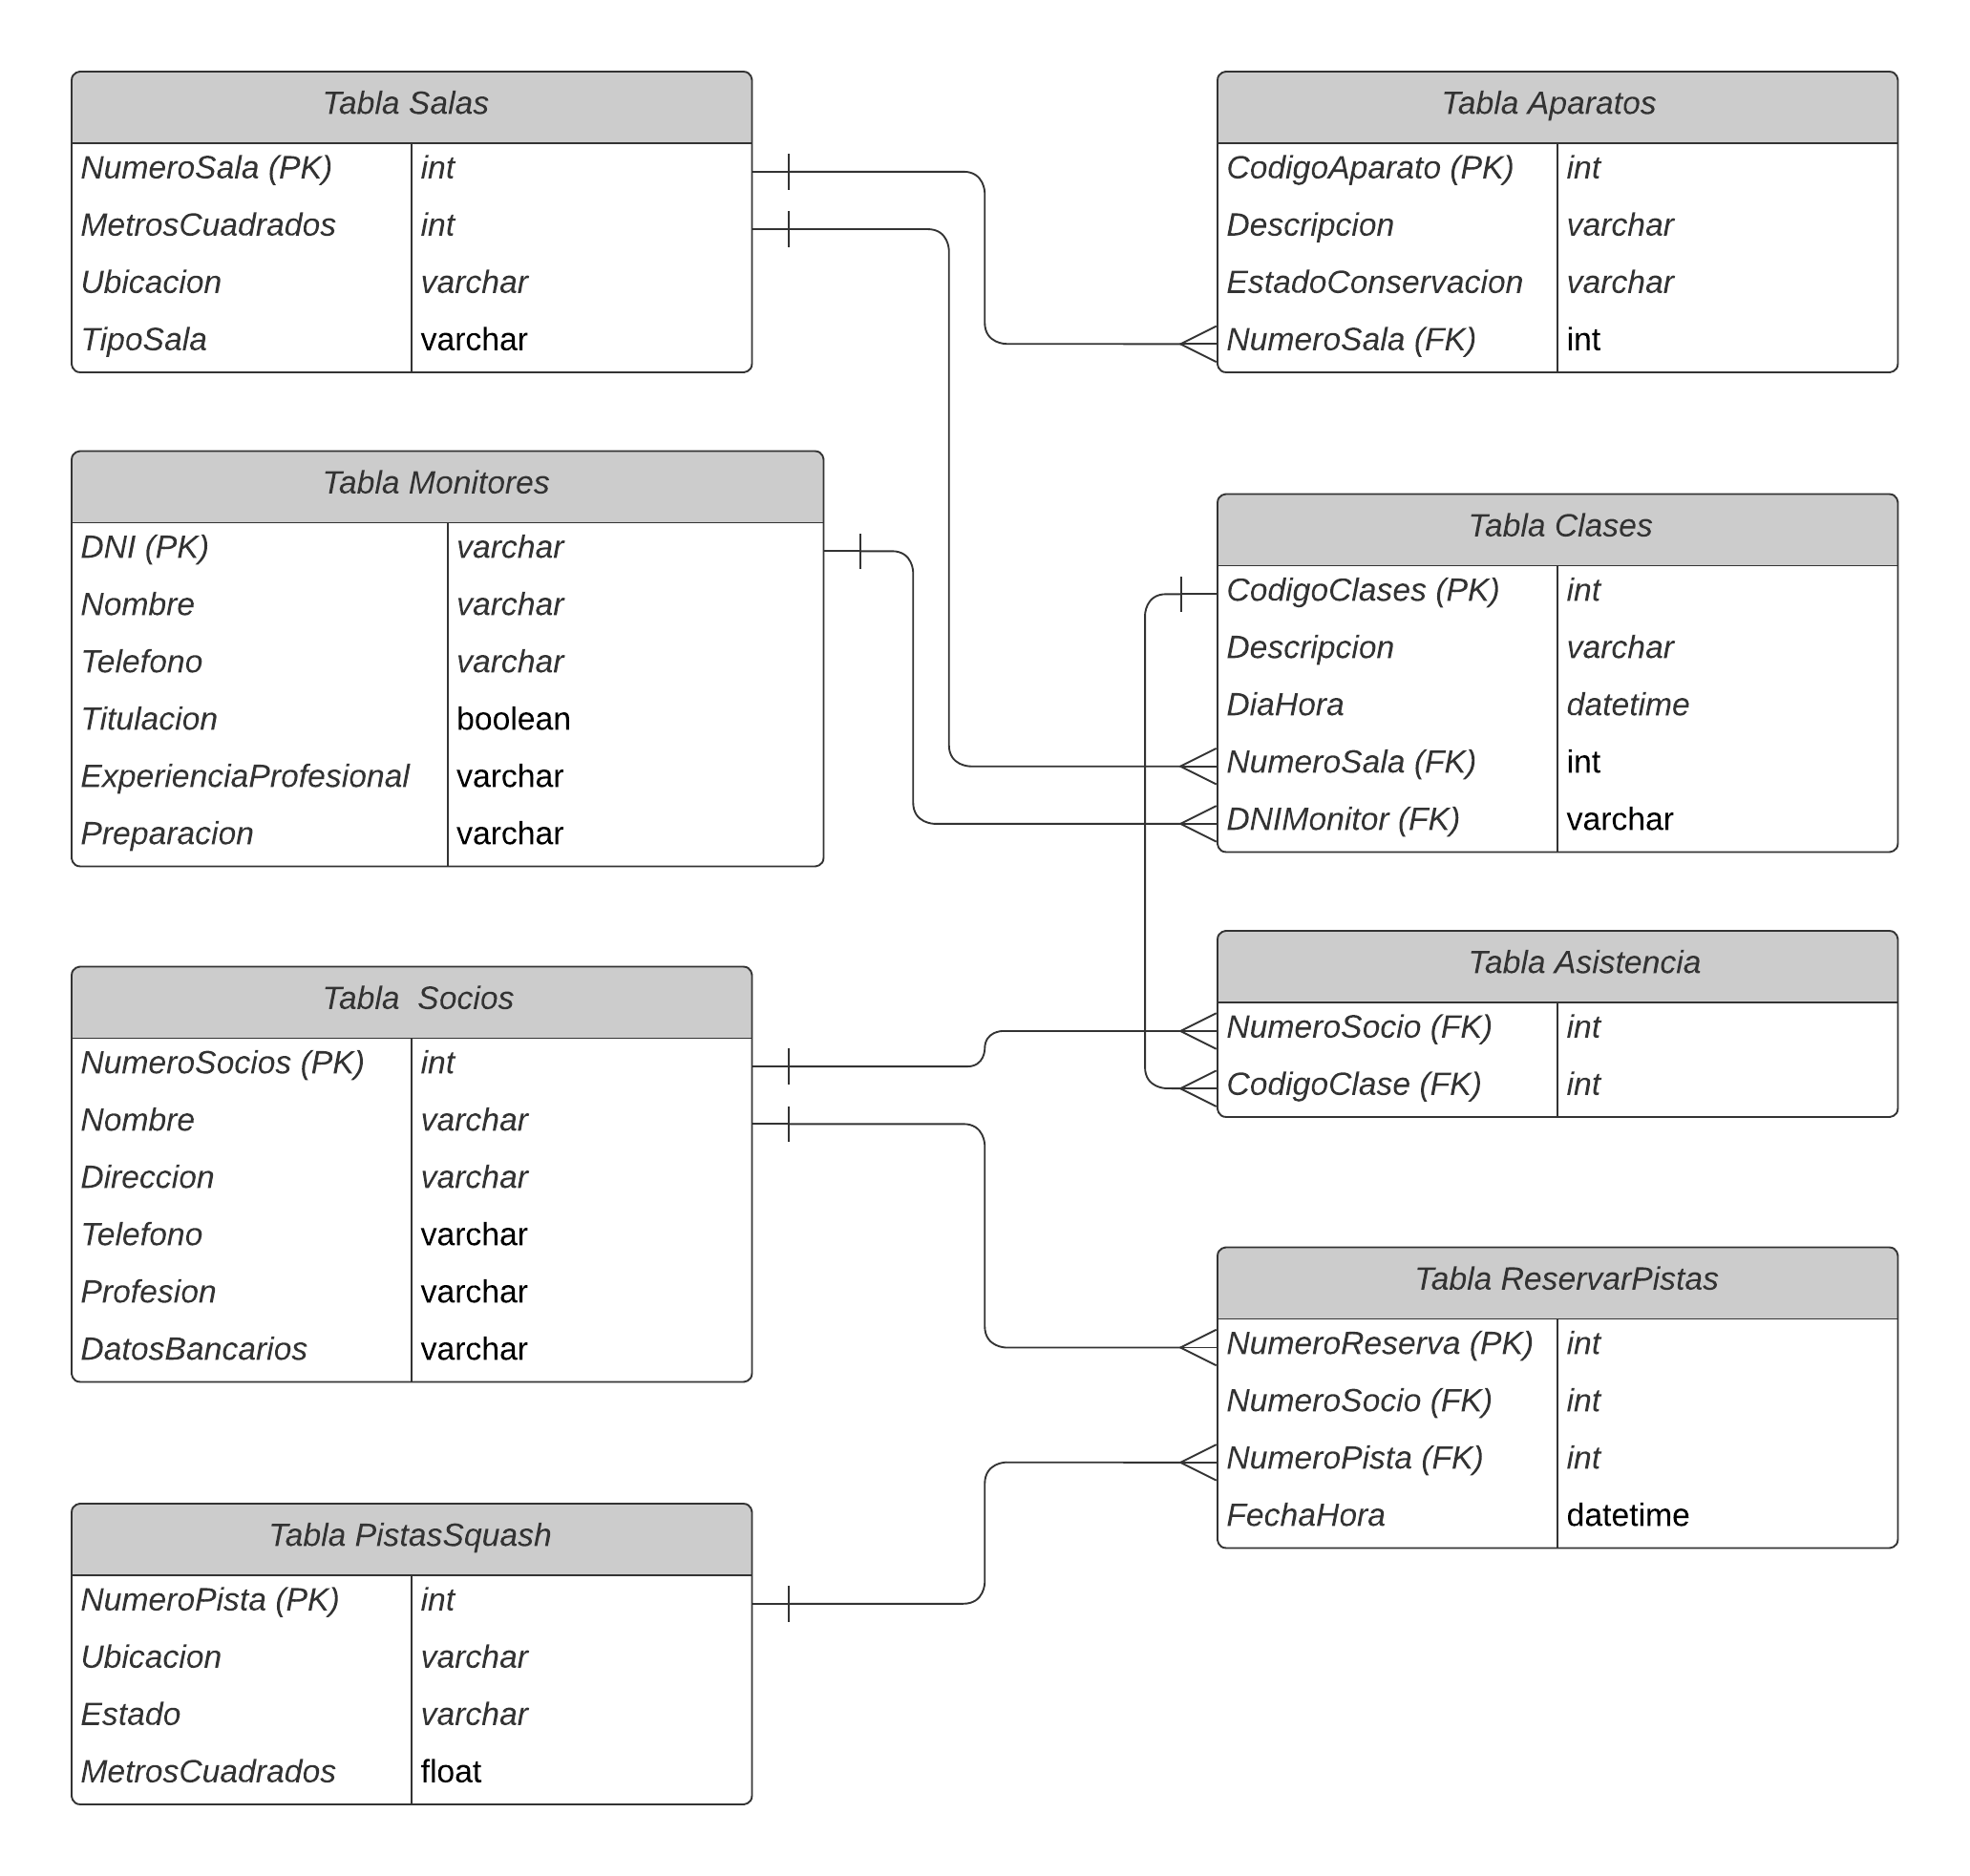 Tabla Salas
NumeroSala (PK) int
MetrosCuadrados int
Ubicacion varchar
TipoSala varchar
Tabla Aparatos
CodigoAparato (PK) int
Descripcion varchar
EstadoConservacion varchar
NumeroSala (FK) int
Tabla Monitores
DNI (PK) varchar
Nombre varchar
Telefono varchar
Titulacion boolean
ExperienciaProfesional varchar
Preparacion varchar
Tabla Clases
CodigoClases (PK) int
Descripcion varchar
DiaHora datetime
NumeroSala (FK) int
DNIMonitor (FK) varchar
Tabla Socios
NumeroSocios (PK) int
Nombre varchar
Direccion varchar
Telefono varchar
Profesion varchar
DatosBancarios varchar
Tabla Asistencia
NumeroSocio (FK) int
CodigoClase (FK) int
Tabla ReservarPistas
NumeroReserva (PK) int
NumeroSocio (FK) int
NumeroPista (FK) int
FechaHora datetime
Tabla PistasSquash
NumeroPista (PK) int
Ubicacion varchar
Estado varchar
MetrosCuadrados float